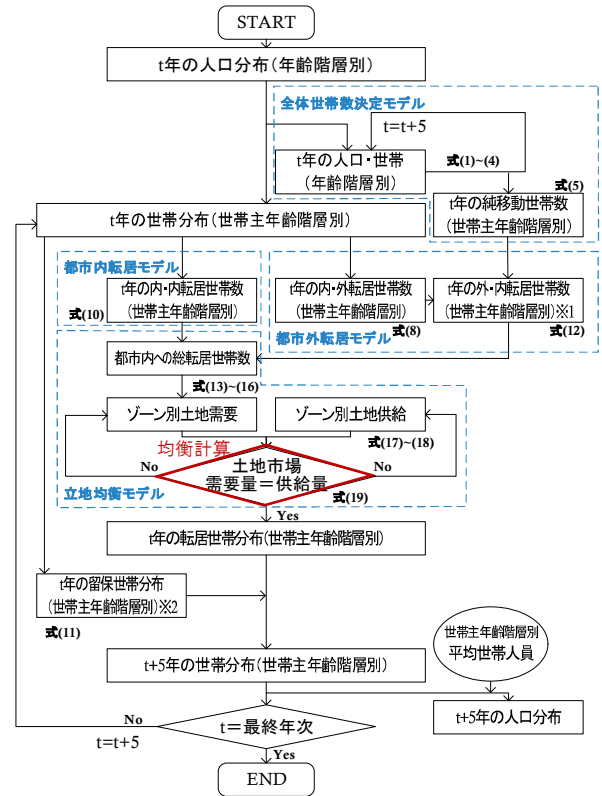 START
t年の人口分布(年齢階層別)
全体世帯数決定モデル
t=t+5
t年の人口・世帯
(年齢階層別)
式(1)~(4)
式(5)
t年の純移動世帯数
(世帯主年齢階層別)
t年の世帯分布(世帯主年齢階層別)
都市内転居モデル
t年の内・内転居世帯数
(世帯主年齢階層別)
式(10)
t年の内・外転居世帯数
(世帯主年齢階層別)
式(8)
t年の外・内転居世帯数
(世帯主年齢階層別)※1
式(12)
都市外転居モデル
都市内への総転居世帯数
式(13)~(16)
ゾーン別土地需要
ゾーン別土地供給
式(17)~(18)
均衡計算
No
土地市場
需要量=供給量
No
式(19)
立地均衡モデル
Yes
t年の転居世帯分布(世帯主年齢階層別)
t年の留保世帯分布
(世帯主年齢階層別)※2
式(11)
t+5年の世帯分布(世帯主年齢階層別)
世帯主年齢階層別
平均世帯人員
t+5年の人口分布
No
t=最終年次
t=t+5
Yes
END